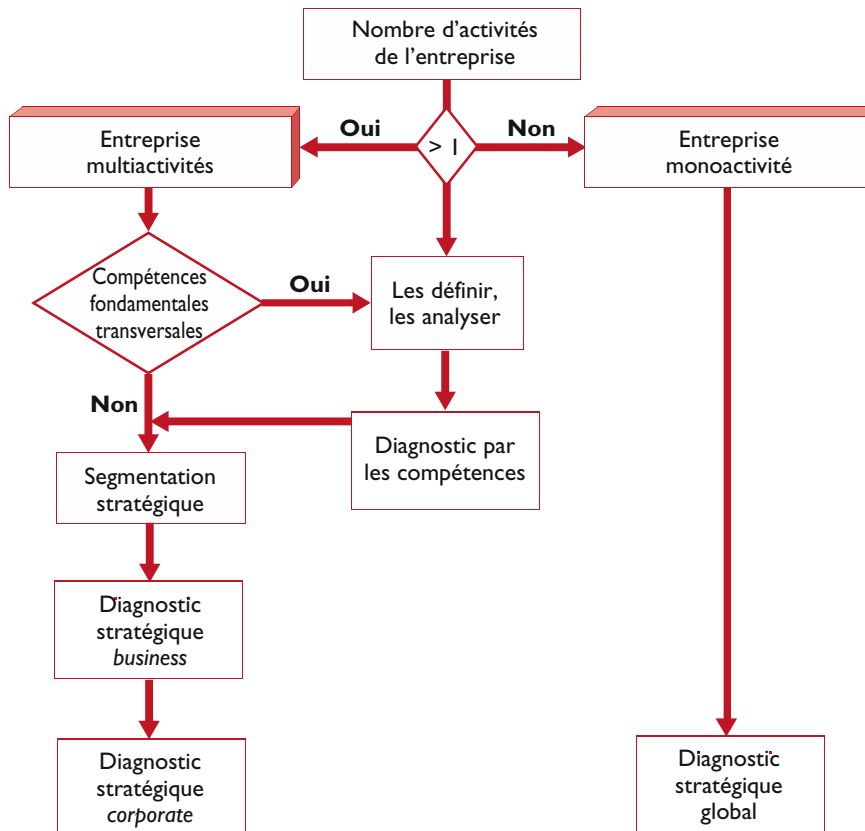 Nombre d'activités
de l'entreprise
Oui
> 1
Non
Entreprise
multiactivités
Entreprise
monoactivité
Compétences
fondamentales
transversales
Oui
Les définir,
les analyser
Non
Diagnostic par
les compétences
Segmentation
stratégique
Diagnostic
stratégique
business
Diagnostic
stratégique
corporate
Diagnostic
stratégique
global